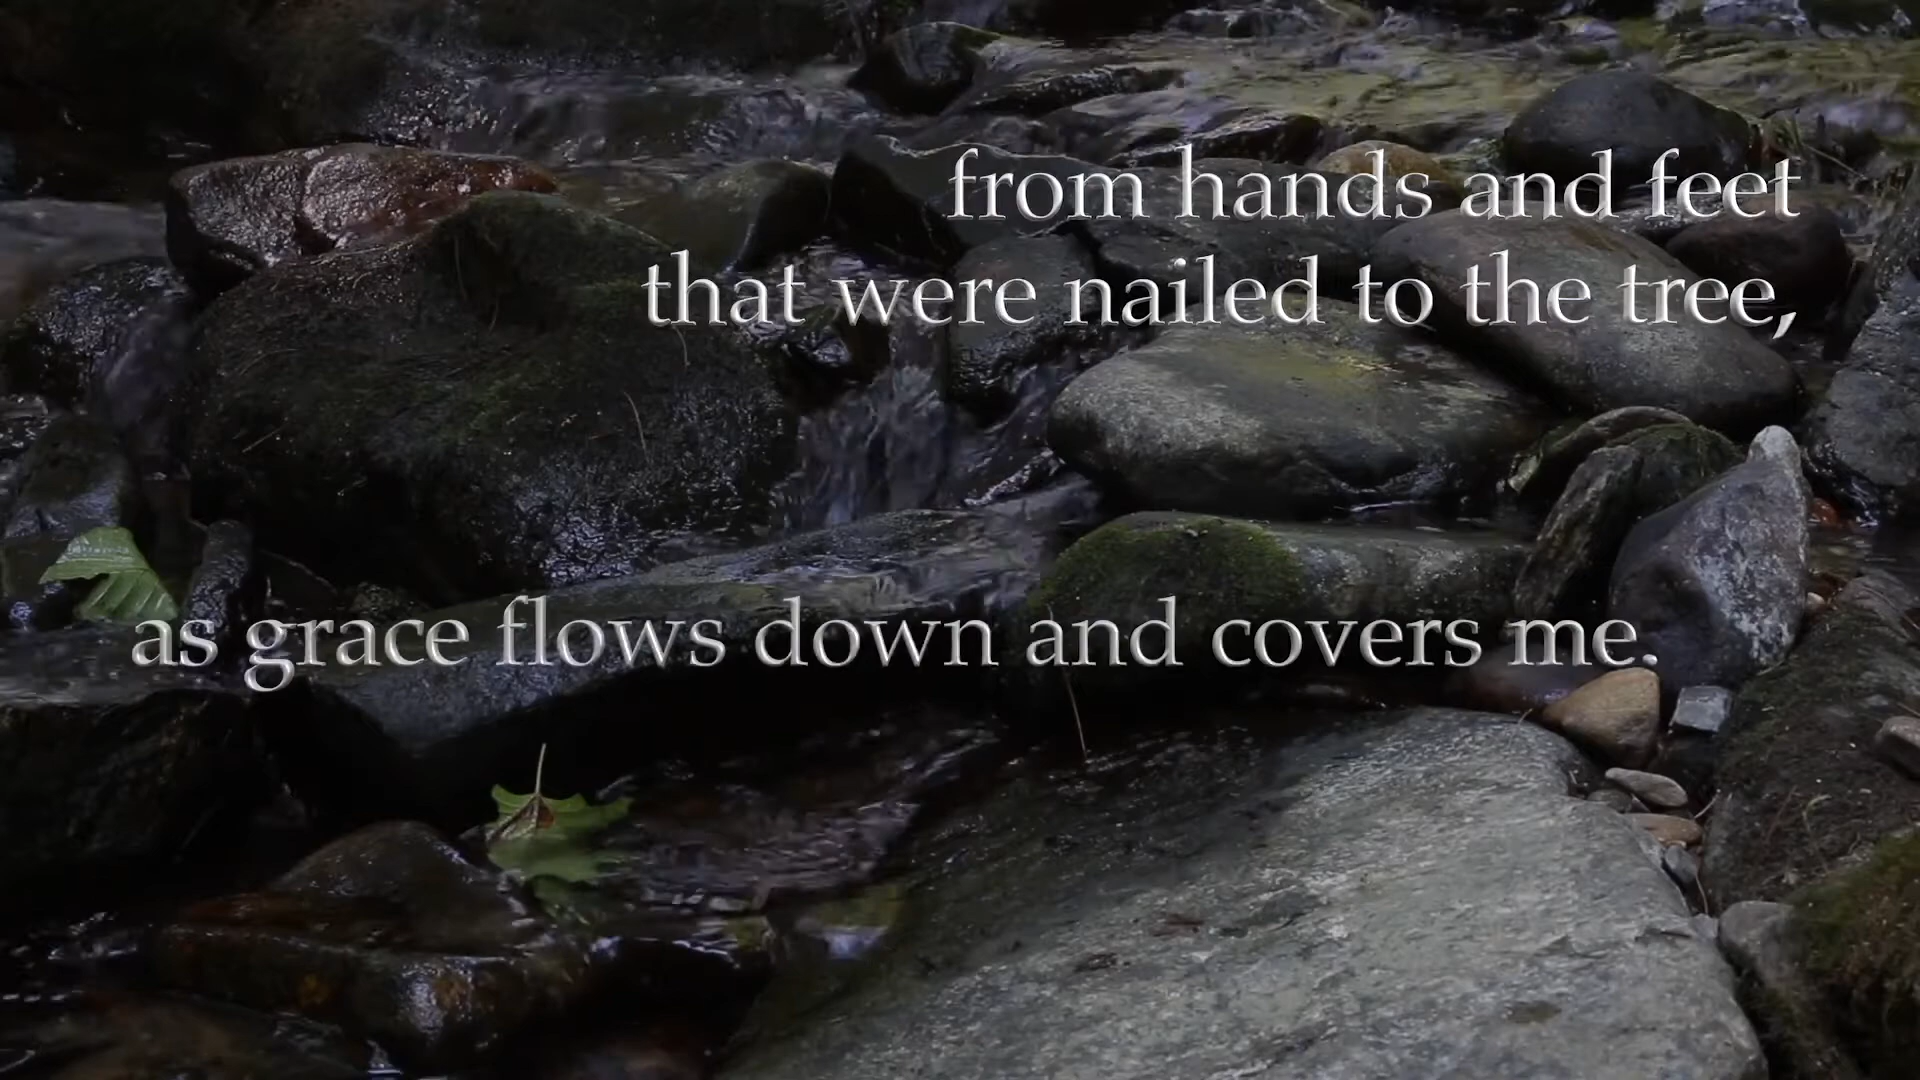 from hands and feet
that were nailed to the tree,
as grace flows down and covers me.